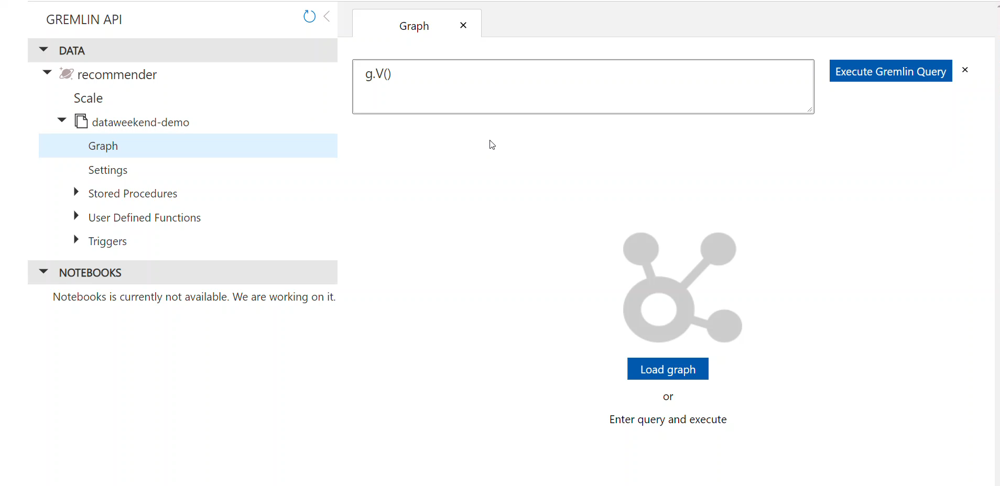 GREMLIN API
DATA
recommender
Scale
dataweekend-demo
Graph
Settings
Stored Procedures
User Defined Functions
Triggers
NOTEBOOKS
Notebooks is currently not available. We are working on it.
Graph
g.V()
Execute Gremlin Query
Load graph
or
Enter query and execute